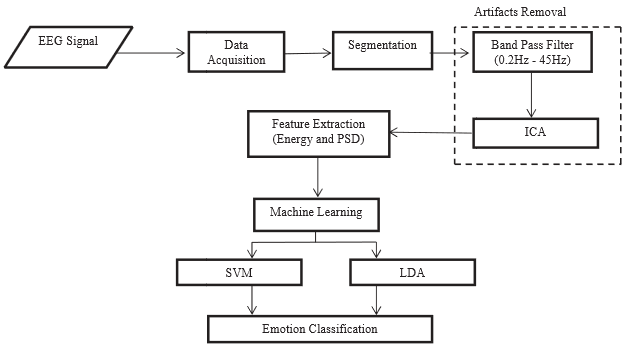 Artifacts Removal
EEG Signal
Data
Acquisition
Segmentation
Band Pass Filter
(0.2Hz - 45Hz)
ICA
Feature Extraction
(Energy and PSD)
Machine Learning
SVM
LDA
Emotion Classification